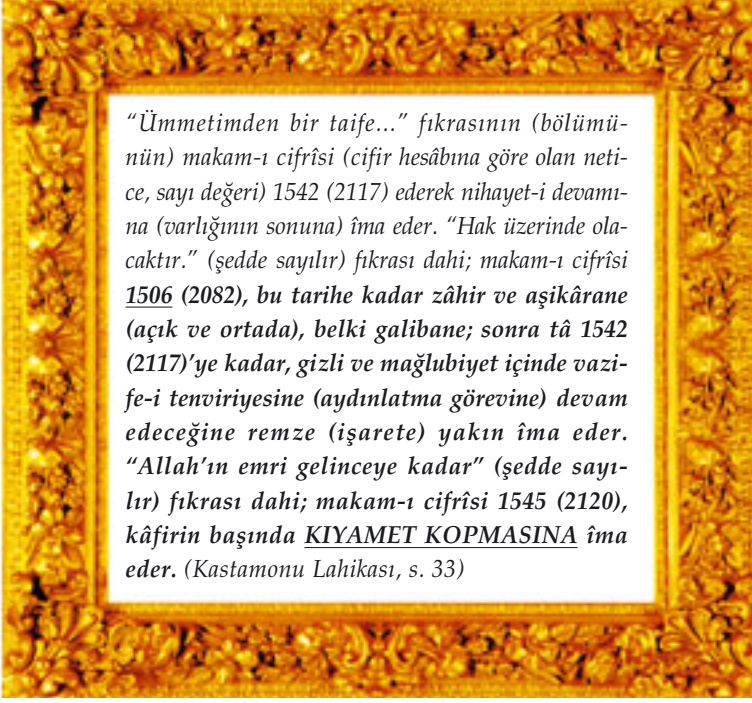 “Ümmetimden bir taife...” fıkrasının (bölümü-
nün) makam-ı cifrîsi (cifir hesâbına göre olan neti-
ce, sayı değeri) 1542 (2117) ederek nihayet-i devamı-
na (varlığının sonuna) îma eder. “Hak üzerinde ola-
caktır.” (şedde sayılır) fıkrası dahi; makam-ı cifrîsi
1506 (2082), bu tarihe kadar zâhir ve aşikârane
(açık ve ortada), belki galibane; sonra tâ 1542
(2117)’ye kadar, gizli ve mağlubiyet içinde vazi-
fe-i tenviriyesine (aydınlatma görevine) devam
edeceğine remze (işarete) yakın îma eder.
“Allah’ın emri gelinceye kadar” (şedde sayı-
lır) fıkrası dahi; makam-ı cifrîsi 1545 (2120),
kâfirin başında KIYAMET KOPMASINA îma
eder. (Kastamonu Lahikası, s. 33)